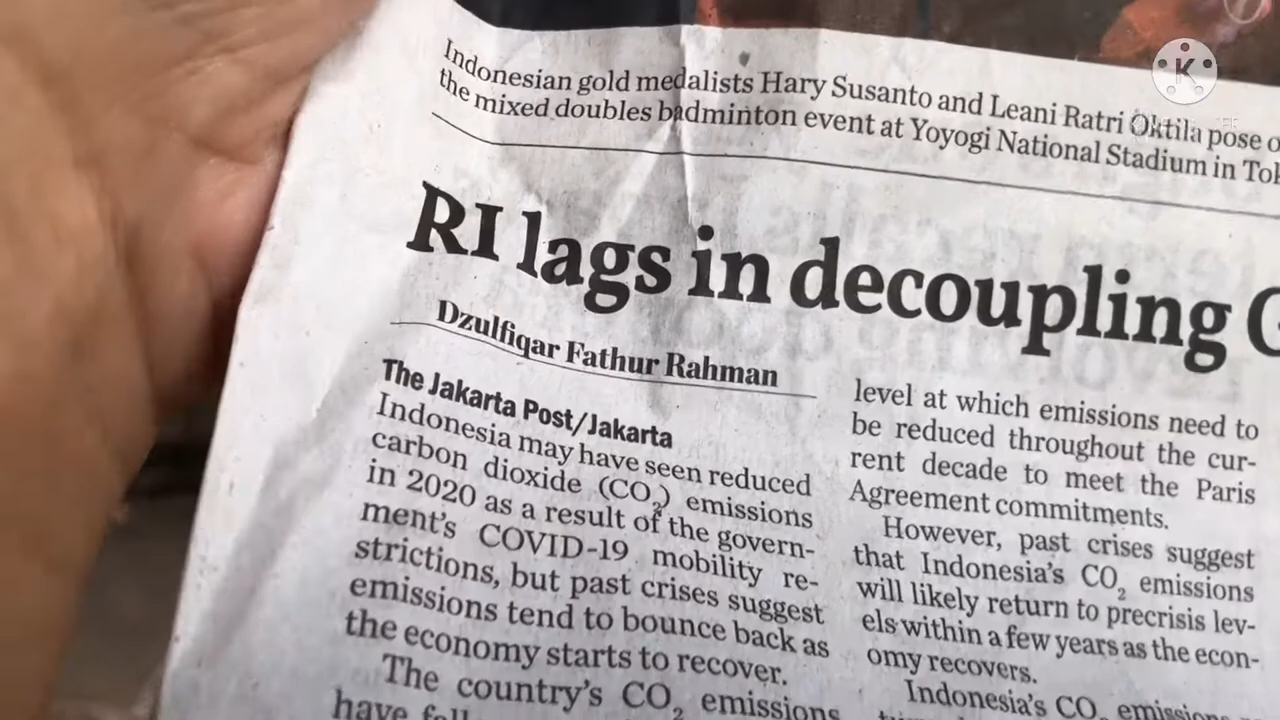 Indonesian gold medalists Hary Susanto and Leani Ratri Oktila pose
the mixed doubles badminton event at Yoyogi National Stadium in
RI lags in decoupling
Dzulfiqar Fathur Rahman
The Jakarta Post/Jakarta
Indonesia may have seen reduced
carbon dioxide (CO₂) emissions
in 2020 as a result of the govern-
ment's COVID-19 mobility re-
strictions, but past crises suggest
emissions tend to bounce back as
the economy starts to recover.
The country's CO₂ emissions
have
level at which emissions need to
be reduced throughout the cur-
rent decade to meet the Paris
Agreement commitments.
However, past crises suggest
that Indonesia's CO₂ emissions
will likely return to precrisis lev-
els within a few years as the econ-
omy recovers.
Indonesia's CO₂
K